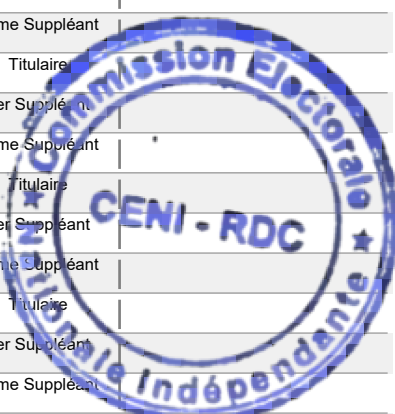 me Suppléant
Titulaire
er Suppléant
me Suppléant
Titulaire
er Suppléant
me Suppléant
Titulaire
er Suppléant
me Suppléant
Commission Electorale
Nationale Indépendante
CENI - RDC